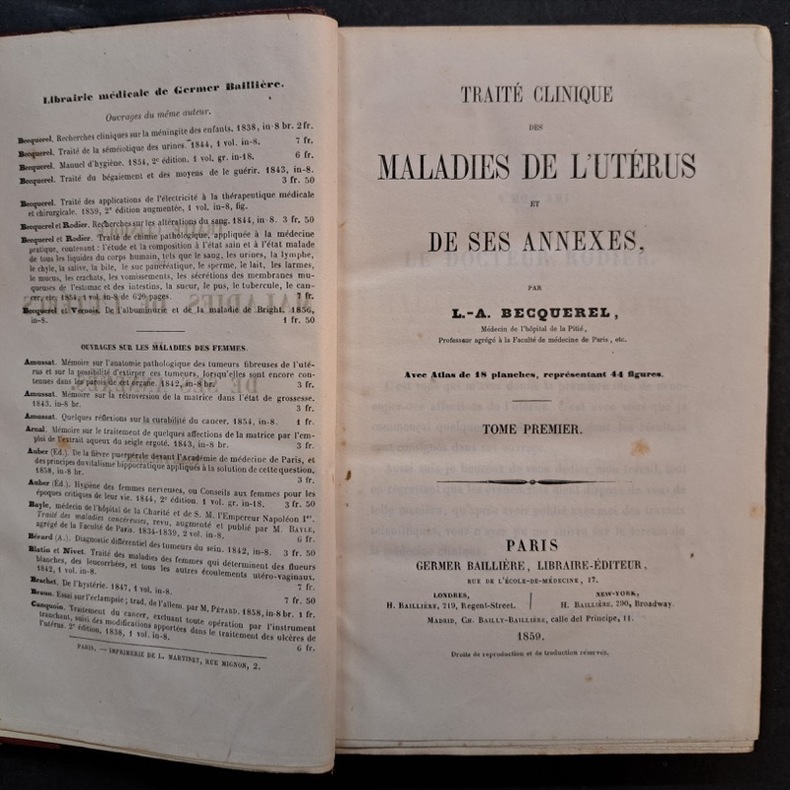 Librairie médicale de Germer Baillière.
Ouvrages du même auteur.
Becquerel. Recherches cliniques sur la méningite des enfants. 1838, in-8 br. 2 fr.
Becquerel. Traité de la séméiotique des urines. 1844, 1 vol. in-8. 7 fr.
Becquerel. Manuel d'hygiène. 1854, 2e édition. 1 vol. gr. in-18. 6 fr.
Becquerel. Traité du bégaiement et des moyens de le guérir. 1843, in-8.
3 fr. 50
Becquerel. Traité des applications de l'électricité à la thérapeutique médicale
et chirurgicale. 1859, 2e édition augmentée, 1 vol. in-8, fig.
Becquerel et Rodier. Recherches sur les altérations du sang. 1844, in-8. 3 fr. 50
Becquerel et Rodier. Traité de chimie pathologique, appliquée à la médecine
pratique, contenant : l'étude et la composition à l'état sain et à l'état malade
de tous les liquides du corps humain, tels que le sang, les urines, la lymphe,
le chyle, la salive, la bile, le suc pancréatique, le sperme, le lait, les larmes,
le mucus, les crachats, les vomissements, les sécrétions des membranes mu-
queuses de l'estomac et des intestins, la sueur, le pus, le tubercule, le can-
cer, etc. 1854, 1 vol. in-8 de 620 pages. 7 fr.
Becquerel et Vernois. De l'albuminurie et de la maladie de Bright. 1856,
in-8. 1 fr. 50
OUVRAGES SUR LES MALADIES DES FEMMES.
Amussat. Mémoire sur l'anatomie pathologique des tumeurs fibreuses de l'uté-
rus et sur la possibilité d'extirper ces tumeurs, lorsqu'elles sont encore con-
tenues dans les parois de cet organe. 1842, in-8 br. 3 fr.
Amussat. Mémoire sur la rétroversion de la matrice dans l'état de grossesse.
1843, in-8 br. 3 fr.
Amussat. Quelques réflexions sur la curabilité du cancer. 1854, in-8. 1 fr.
Arnal. Mémoire sur le traitement de quelques affections de la matrice par l'em-
ploi de l'extrait aqueux du seigle ergoté. 1843, in-8 br. 3 fr.
Auber (Ed.). De la fièvre puerpérale devant l'Académie de médecine de Paris, et
des principes du vitalisme hippocratique appliqués à la solution de cette question.
1858, in-8 br. 3 fr.
Auber (Ed.). Hygiène des femmes nerveuses, ou Conseils aux femmes pour les
époques critiques de leur vie. 1844, 2e édition. 1 vol. gr. in-18. 3 fr. 50
Bayle, médecin de l'hôpital de la Charité et de S. M. l'Empereur Napoléon Ier.
Traité des maladies cancéreuses, revu, augmenté et publié par M. BAYLE,
agrégé de la Faculté de Paris. 1834-1839, 2 vol. in-8. 6 fr.
Bérard (A.). Diagnostic différentiel des tumeurs du sein. 1842, in-8. 3 fr. 50
Blatin et Nivet. Traité des maladies des femmes qui déterminent des flueurs
blanches, des leucorrhées, et tous les autres écoulements utéro-vaginaux.
1842, 1 vol. in-8. 7 fr.
Brachet. De l'hystérie. 1847, 1 vol. in-8. 7 fr. 50
Braun. Essai sur l'éclampsie; trad. de l'allem. par M. PÉTARD. 1858, in-8 br. 1 fr.
Canquoin. Traitement du cancer, excluant toute opération par l'instrument
tranchant, suivi des modifications apportées dans le traitement des ulcères de
l'utérus. 2e édition, 1838, 1 vol. in-8. 6 fr.
PARIS. — IMPRIMERIE DE L. MARTINET, RUE MIGNON, 2.
TRAITÉ CLINIQUE
DES
MALADIES DE L'UTÉRUS
ET
DE SES ANNEXES,
PAR
L.-A. BECQUEREL,
Médecin de l'hôpital de la Pitié,
Professeur agrégé à la Faculté de médecine de Paris, etc.
Avec Atlas de 18 planches, représentant 44 figures.
TOME PREMIER.
PARIS
GERMER BAILLIÈRE, LIBRAIRE-ÉDITEUR,
RUE DE L'ÉCOLE-DE-MÉDECINE, 17.
LONDRES, NEW-YORK,
H. BAILLIÈRE, 219, Regent-Street. H. BAILLIÈRE, 290, Broadway.
MADRID, CH. BAILLY-BAILLIÈRE, calle del Principe, 11.
1859.
Droits de reproduction et de traduction réservés.